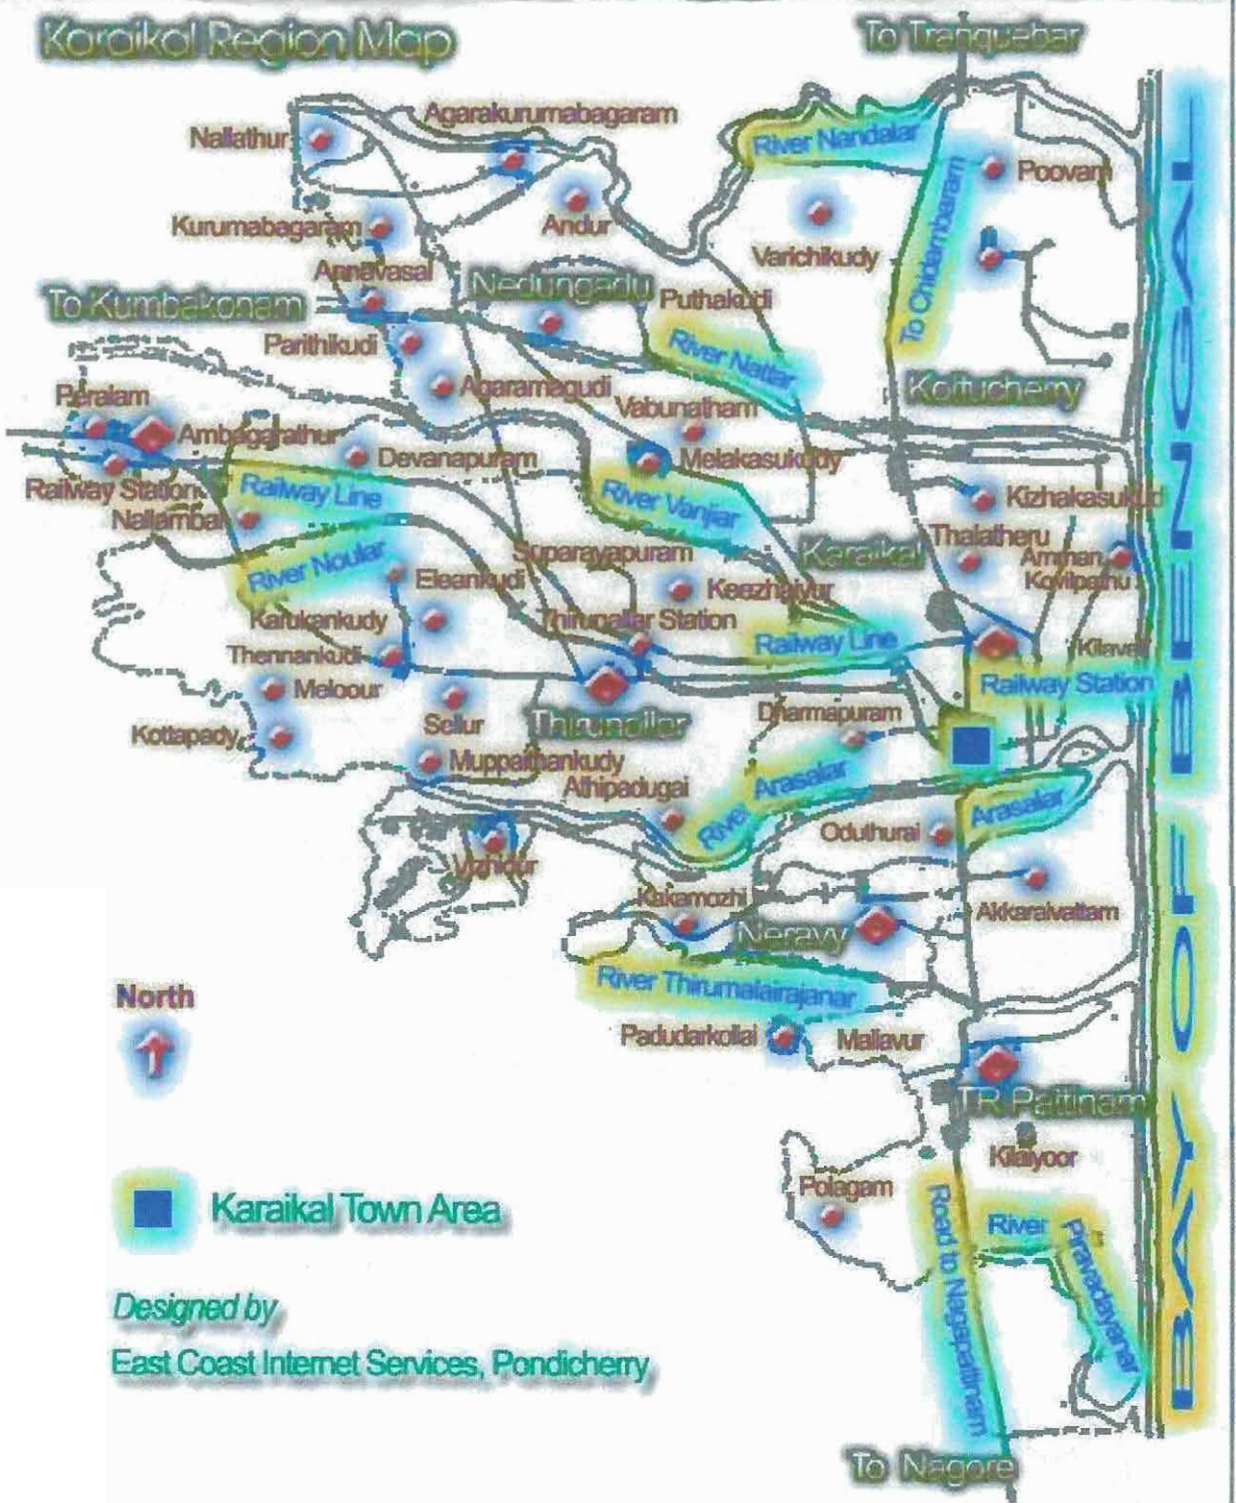 Karaikal Region Map
To Tranquebar
Agarakurumabagaram
Nallathur
River Nandalar
Poovam
Kurumabagaram
Andur
Varichikudy
To Chidambaram
Annavasal
Nedungadu
Puthakudi
To Kumbakonam
Parithikudi
River Nattar
Agaramagudi
Kottucherry
Peralam
Vabunatham
Ambagarathur
Devanapuram
Melakasukudy
Railway Station
Railway Line
River Vanjiar
Kizhakasukud
Nallambal
Thalatheru
Suparayapuram
Karaikal
Amman
Kovilpathu
River Noular
Eleankudi
Keezhaivur
Karukankudy
Thirunallar Station
Railway Line
Kilaveli
Thennankudi
Railway Station
Meloour
Sellur
Thirunallar
Dharmapuram
Kottapady
Muppaithankudy
Athipadugai
River Arasalar
Arasalar
Oduthurai
Vizhidur
Kakamozhi
Akkaraivattam
Neravy
River Thirumalairajanar
North
Padudarkollai
Mallavur
TR Pattinam
Kilaiyoor
Polagam
Karaikal Town Area
Road to Nagapattinam
River Piravadayanar
BAY OF BENGAL
Designed by
East Coast Internet Services, Pondicherry
To Nagore